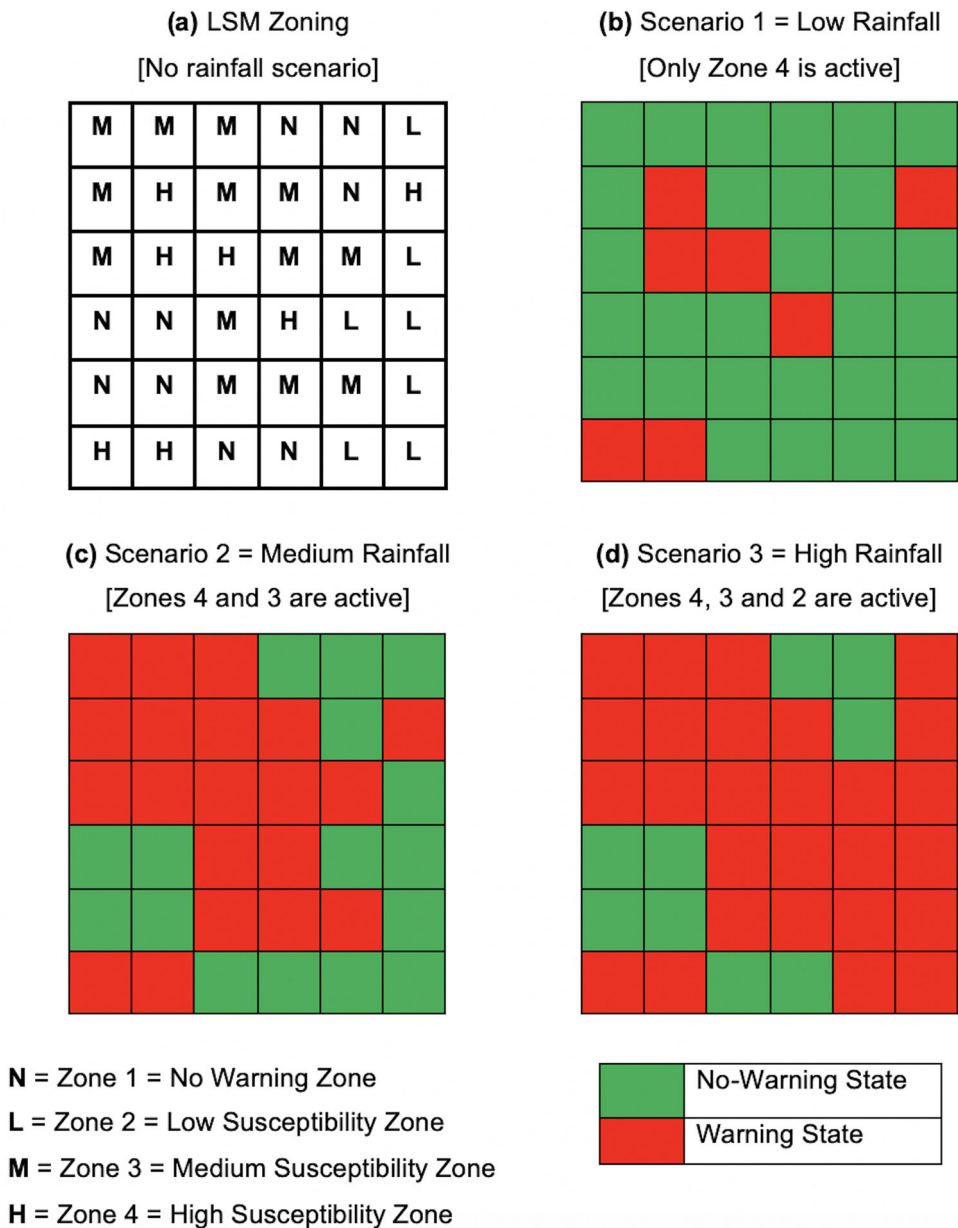 (a) LSM Zoning
[No rainfall scenario]
M M M N N L
M H M M N H
M H H M M L
N N M H L L
N N M M M L
H H N N L L
(b) Scenario 1 = Low Rainfall
[Only Zone 4 is active]
(c) Scenario 2 = Medium Rainfall
[Zones 4 and 3 are active]
(d) Scenario 3 = High Rainfall
[Zones 4, 3 and 2 are active]
N = Zone 1 = No Warning Zone
L = Zone 2 = Low Susceptibility Zone
M = Zone 3 = Medium Susceptibility Zone
H = Zone 4 = High Susceptibility Zone
No-Warning State
Warning State